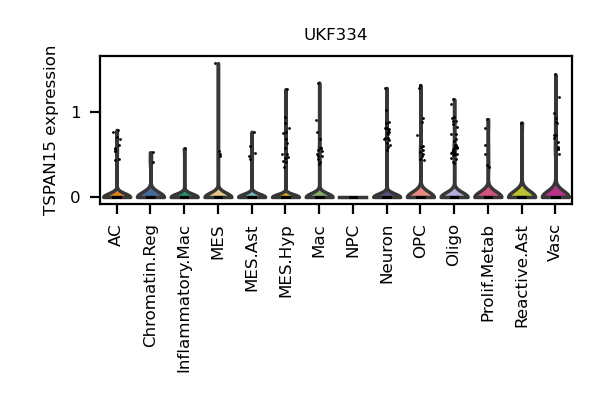 UKF334
TSPAN15 expression
1
0
AC
Chromatin.Reg
Inflammatory.Mac
MES
MES.Ast
MES.Hyp
Mac
NPC
Neuron
OPC
Oligo
Prolif.Metab
Reactive.Ast
Vasc